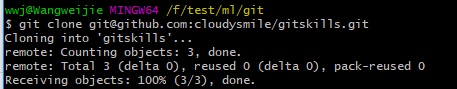 wwj@Wangweijie MINGW64 /f/test/ml/git
$ git clone git@github.com:cloudysmile/gitskills.git
Cloning into 'gitskills'...
remote: Counting objects: 3, done.
remote: Total 3 (delta 0), reused 0 (delta 0), pack-reused 0
Receiving objects: 100% (3/3), done.